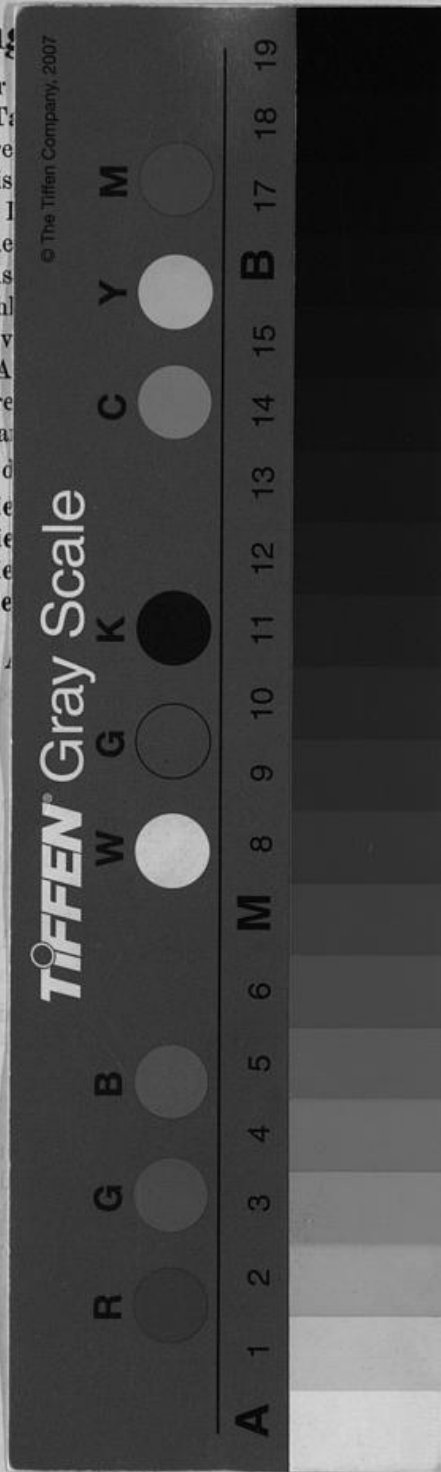 © The Tiffen Company, 2007
TIFFEN® Gray Scale
R G B W G K C Y M
A 1 2 3 4 5 6 M 8 9 10 11 12 13 14 15 B 17 18 19